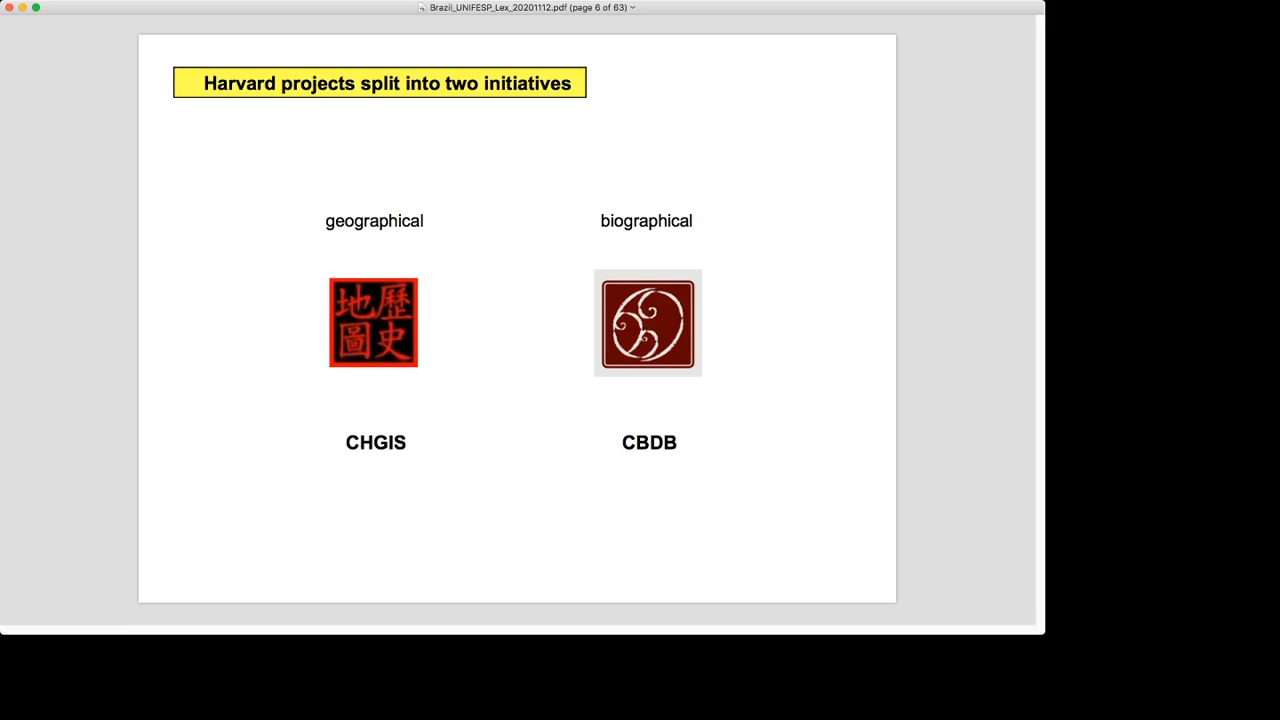 Brazil_UNIFESP_Lex_20201112.pdf (page 6 of 63)
Harvard projects split into two initiatives
geographical
biographical
歷史
地圖
CHGIS
CBDB